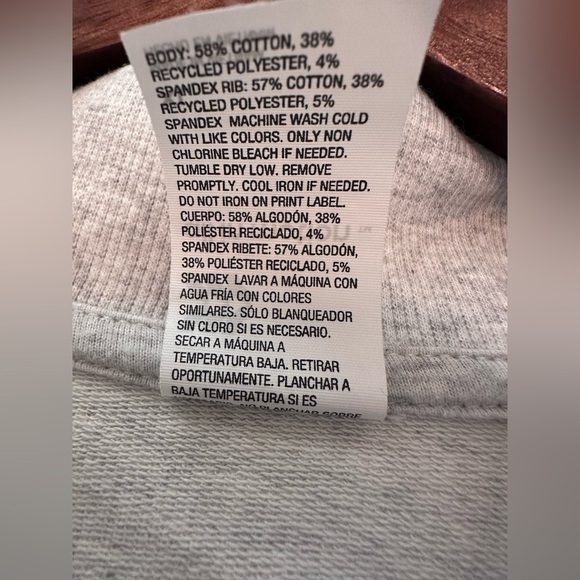 BODY: 58% COTTON, 38%
RECYCLED POLYESTER, 4%
SPANDEX RIB: 57% COTTON, 38%
RECYCLED POLYESTER, 5%
SPANDEX MACHINE WASH COLD
WITH LIKE COLORS. ONLY NON
CHLORINE BLEACH IF NEEDED.
TUMBLE DRY LOW. REMOVE
PROMPTLY. COOL IRON IF NEEDED.
DO NOT IRON ON PRINT LABEL.
CUERPO: 58% ALGODÓN, 38%
POLIÉSTER RECICLADO, 4%
SPANDEX RIBETE: 57% ALGODÓN,
38% POLIÉSTER RECICLADO, 5%
SPANDEX LAVAR A MÁQUINA CON
AGUA FRÍA CON COLORES
SIMILARES. SÓLO BLANQUEADOR
SIN CLORO SI ES NECESARIO.
SECAR A MÁQUINA A
TEMPERATURA BAJA. RETIRAR
OPORTUNAMENTE. PLANCHAR A
BAJA TEMPERATURA SI ES
NO PLANCHAR SOBRE